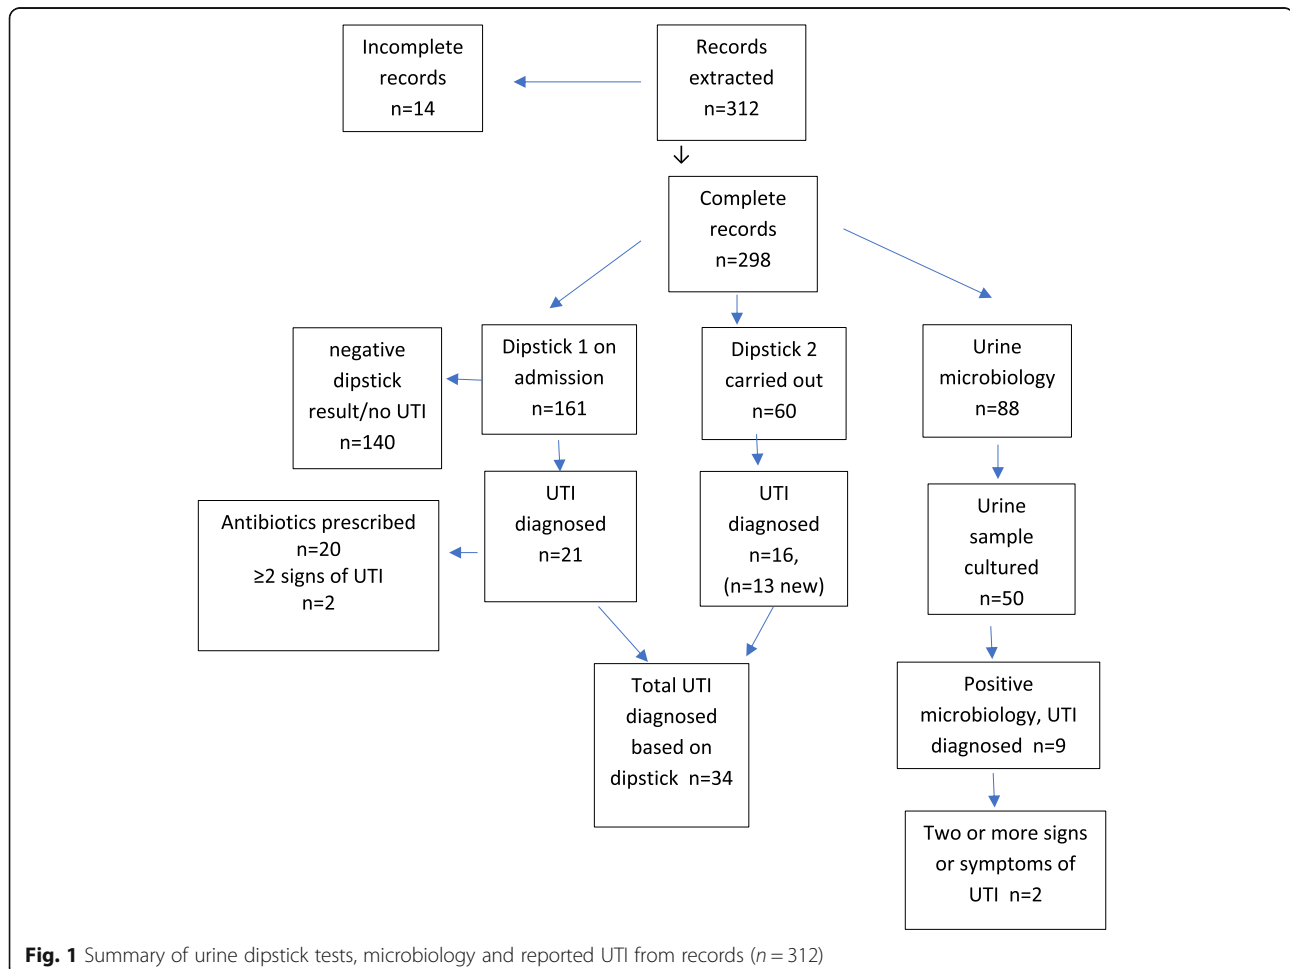 Incomplete
records
n=14
Records
extracted
n=312
Complete
records
n=298
negative
dipstick
result/no UTI
n=140
Dipstick 1 on
admission
n=161
Dipstick 2
carried out
n=60
Urine
microbiology
n=88
Antibiotics prescribed
n=20
≥2 signs of UTI
n=2
UTI
diagnosed
n=21
UTI
diagnosed
n=16,
(n=13 new)
Urine
sample
cultured
n=50
Total UTI
diagnosed
based on
dipstick n=34
Positive
microbiology, UTI
diagnosed n=9
Two or more signs
or symptoms of
UTI n=2
Fig. 1 Summary of urine dipstick tests, microbiology and reported UTI from records (n = 312)